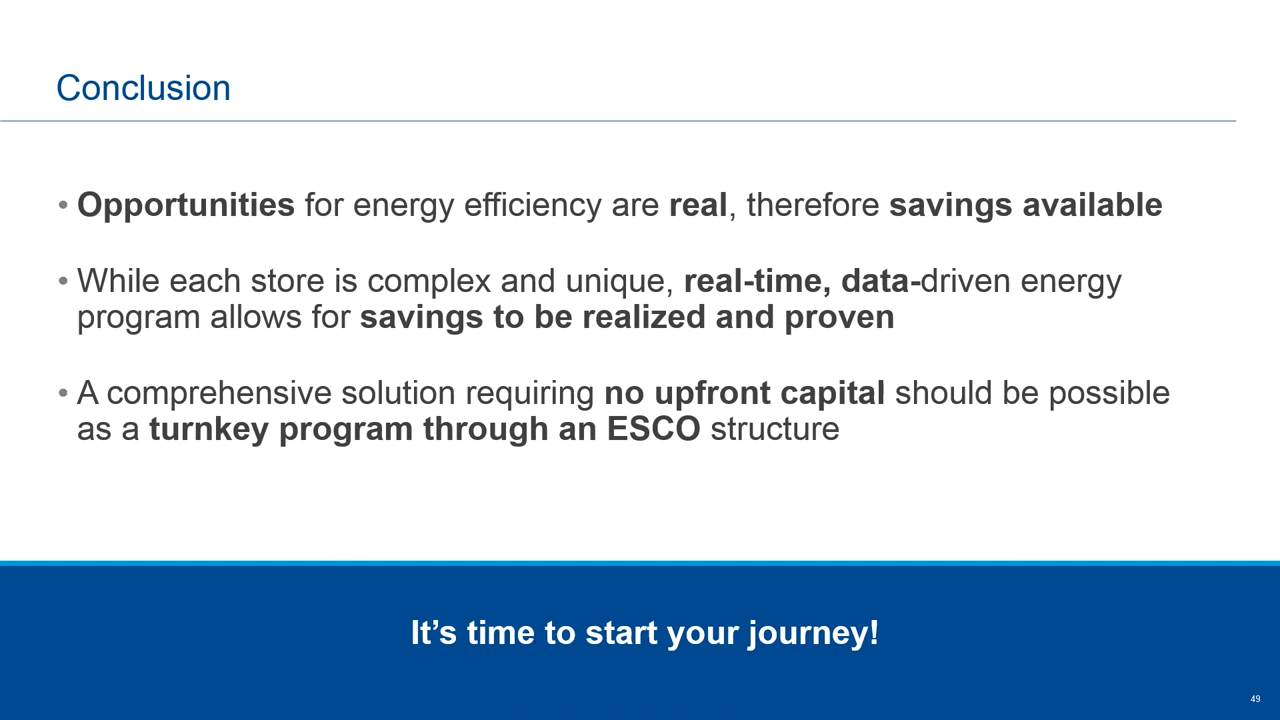 Conclusion
• Opportunities for energy efficiency are real, therefore savings available
• While each store is complex and unique, real-time, data-driven energy
program allows for savings to be realized and proven
• A comprehensive solution requiring no upfront capital should be possible
as a turnkey program through an ESCO structure
It’s time to start your journey!
49